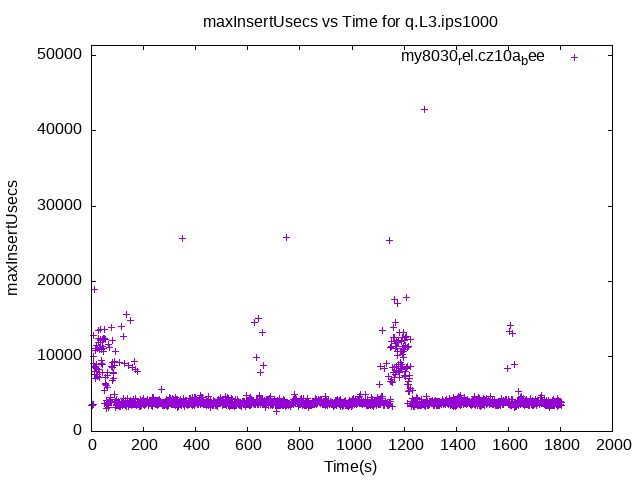 maxInsertUsecs vs Time for q.L3.ips1000
my8030rel.cz10abee
50000
40000
30000
20000
10000
0
maxInsertUsecs
0 200 400 600 800 1000 1200 1400 1600 1800 2000
Time(s)